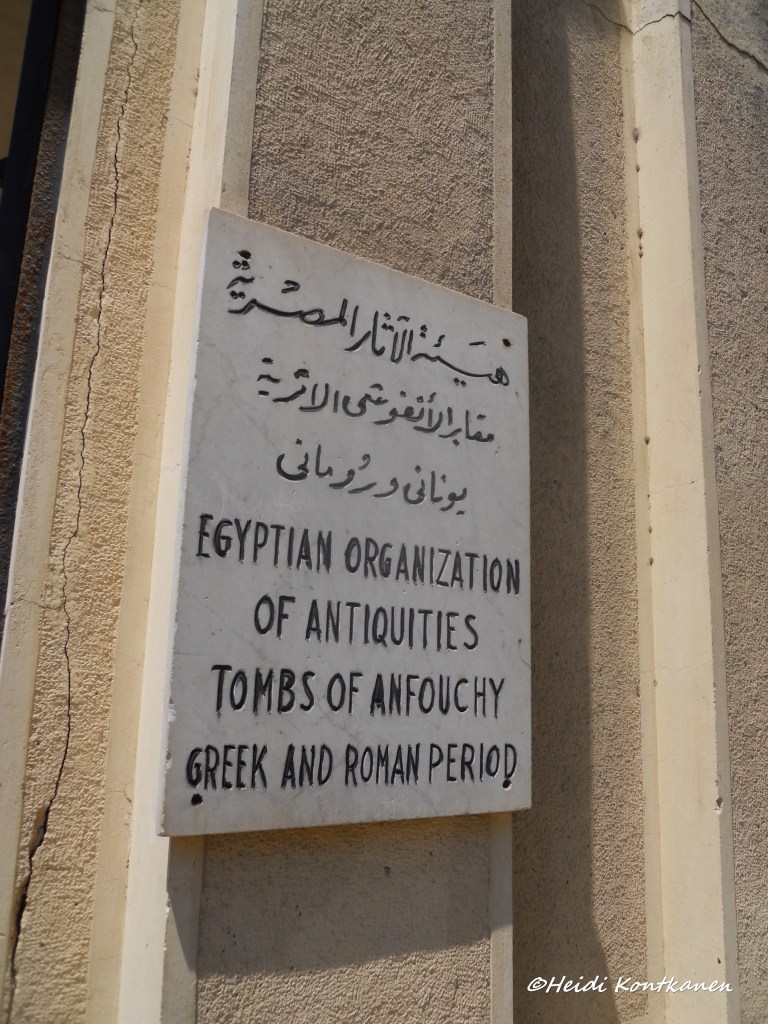 هيئة الآثار المصرية
مقابر الأنفوشى الاثرية
يونانى ورومانى
EGYPTIAN ORGANIZATION
OF ANTIQUITIES
TOMBS OF ANFOUCHY
GREEK AND ROMAN PERIOD
©Heidi Kontkanen